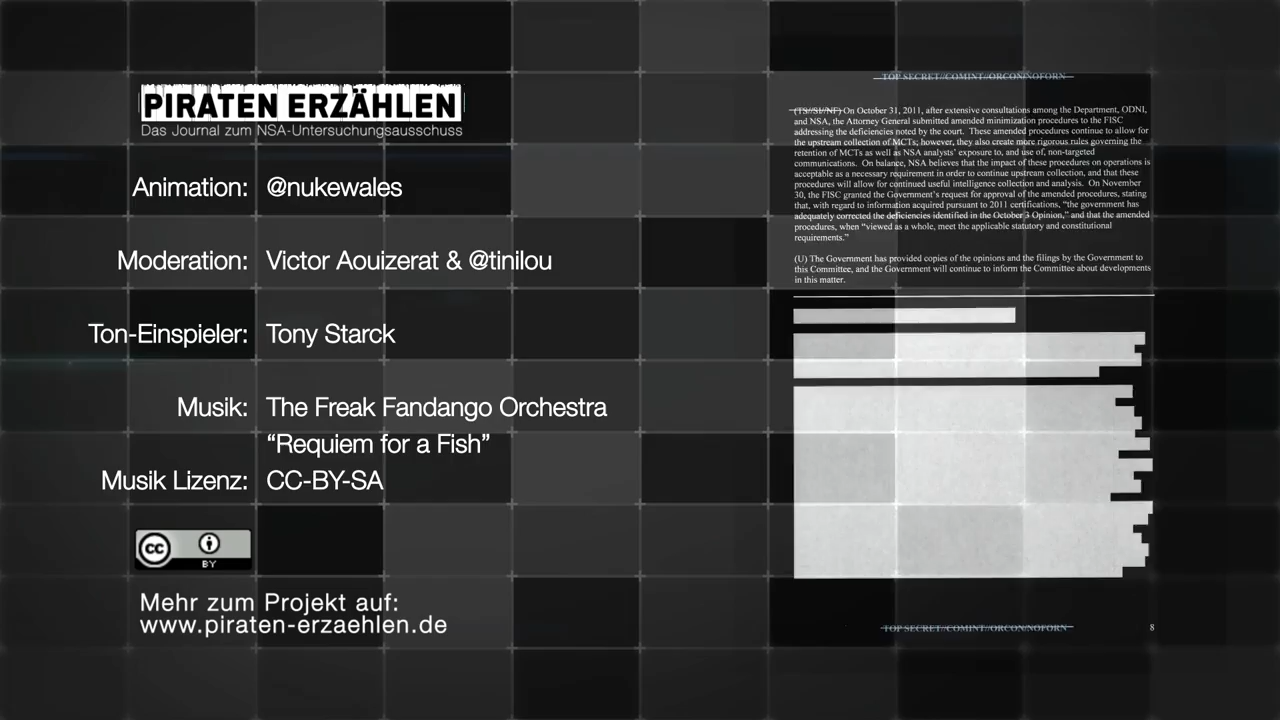 PIRATEN ERZÄHLEN
Das Journal zum NSA-Untersuchungsausschuss
Animation: @nukewales
Moderation: Victor Aouizerat & @tinilou
Ton-Einspieler: Tony Starck
Musik: The Freak Fandango Orchestra
“Requiem for a Fish”
Musik Lizenz: CC-BY-SA
cc BY
Mehr zum Projekt auf:
www.piraten-erzaehlen.de
TOP SECRET//COMINT//ORCON/NOFORN
(TS//SI//NF) On October 31, 2011, after extensive consultations among the Department, ODNI,
and NSA, the Attorney General submitted amended minimization procedures to the FISC
addressing the deficiencies noted by the court. These amended procedures continue to allow for
the upstream collection of MCTs; however, they also create more rigorous rules governing the
retention of MCTs as well as NSA analysts’ exposure to, and use of, non-targeted
communications. On balance, NSA believes that the impact of these procedures on operations is
acceptable as a necessary requirement in order to continue upstream collection, and that these
procedures will allow for continued useful intelligence collection and analysis. On November
30, the FISC granted the Government’s request for approval of the amended procedures, stating
that, with regard to information acquired pursuant to 2011 certifications, “the government has
adequately corrected the deficiencies identified in the October 3 Opinion,” and that the amended
procedures, when “viewed as a whole, meet the applicable statutory and constitutional
requirements.”
(U) The Government has provided copies of the opinions and the filings by the Government to
this Committee, and the Government will continue to inform the Committee about developments
in this matter.
TOP SECRET//COMINT//ORCON/NOFORN
8